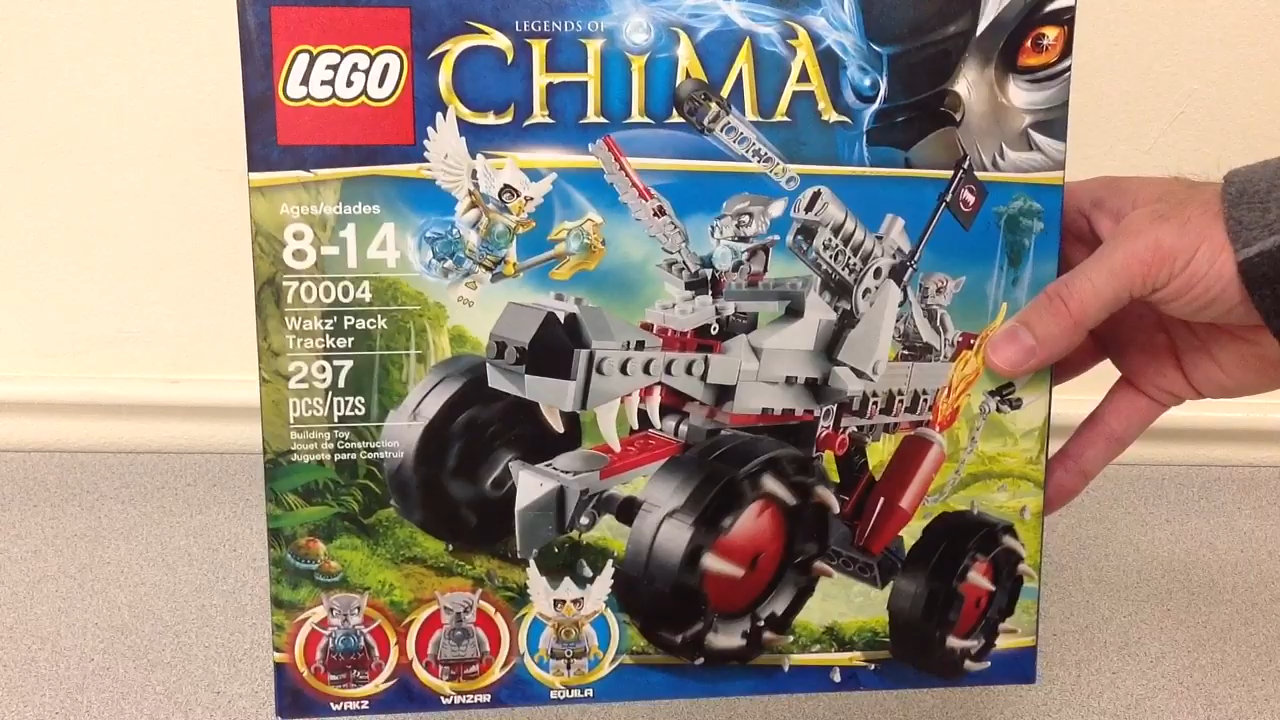 LEGO
LEGENDS OF
CHIMA
Ages/edades
8-14
70004
Wakz' Pack
Tracker
297
pcs/pzs
Building Toy
Jouet de Construction
Juguete para Construir
WAKZ
WINZAR
EQUILA